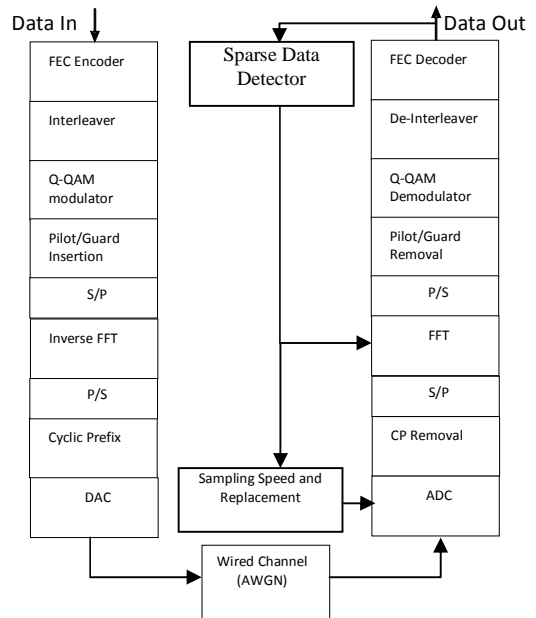 Data In
FEC Encoder
Interleaver
Q-QAM
modulator
Pilot/Guard
Insertion
S/P
Inverse FFT
P/S
Cyclic Prefix
DAC
Sparse Data
Detector
Sampling Speed and
Replacement
Wired Channel
(AWGN)
Data Out
FEC Decoder
De-Interleaver
Q-QAM
Demodulator
Pilot/Guard
Removal
P/S
FFT
S/P
CP Removal
ADC